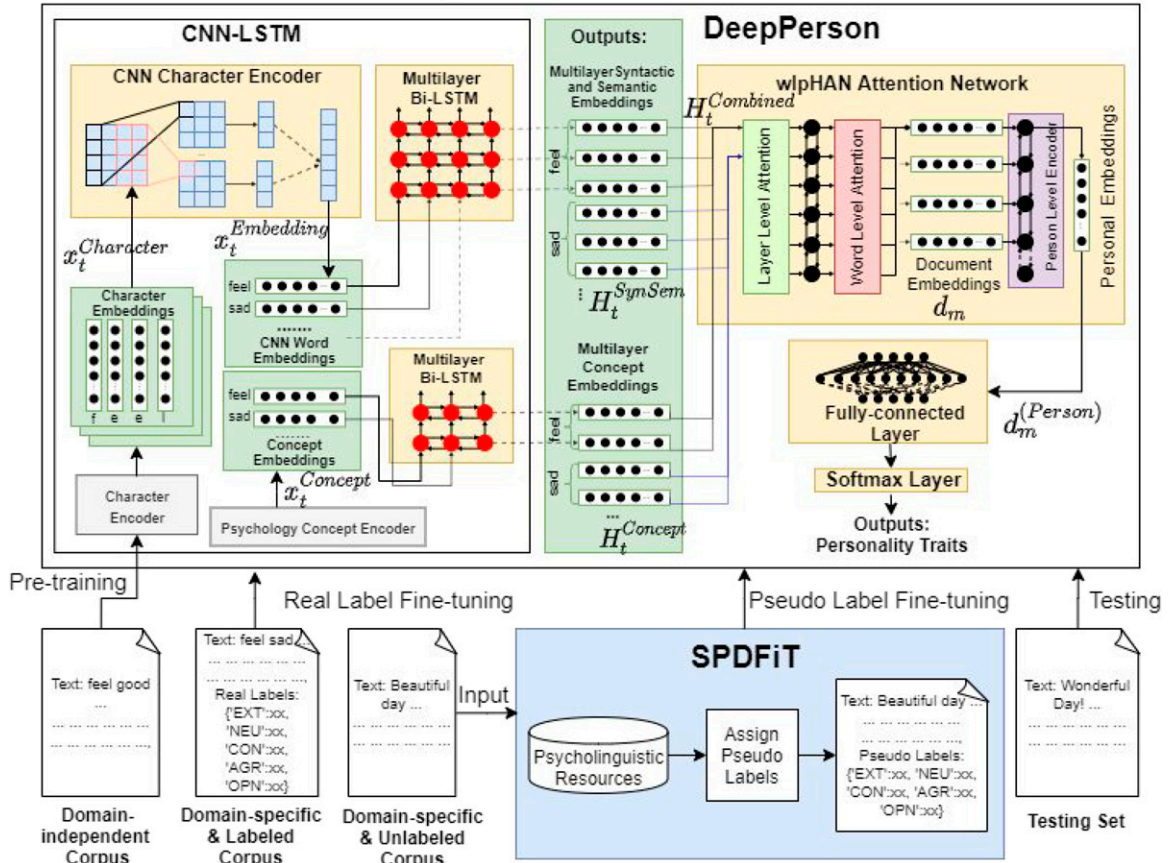 DeepPerson
CNN-LSTM
CNN Character Encoder
Multilayer
Bi-LSTM
x_t^{Character}
x_t^{Embedding}
Character
Embeddings
f e e l
feel
sad
........
CNN Word
Embeddings
feel
sad
........
Concept
Embeddings
Multilayer
Bi-LSTM
x_t^{Concept}
Character
Encoder
Psychology Concept Encoder
Outputs:
Multilayer Syntactic
and Semantic
Embeddings
feel
sad
H_t^{SynSem}
Multilayer
Concept
Embeddings
feel
sad
...
H_t^{Concept}
H_t^{Combined}
wlpHAN Attention Network
Layer Level Attention
Word Level Attention
Document
Embeddings
d_m
Person Level Encoder
Personal Embeddings
d_m^{(Person)}
Fully-connected
Layer
Softmax Layer
Outputs:
Personality Traits
Pre-training
Real Label Fine-tuning
Pseudo Label Fine-tuning
Testing
Text: feel good
...
... ... ... ... ...
... ... ... ... ...,
Domain-
independent
Corpus
Text: feel sad ...
... ... ... ... ...
... ... ... ... ...,
Real Labels:
{'EXT':xx,
'NEU':xx,
'CON':xx,
'AGR':xx,
'OPN':xx}
Domain-specific
& Labeled
Corpus
Text: Beautiful
day ...
... ... ... ... ...
... ... ... ... ...
Domain-specific
& Unlabeled
Corpus
Input
SPDFiT
Psycholinguistic
Resources
Assign
Pseudo
Labels
Text: Beautiful day ...
... ... ... ... ...
... ... ... ... ...,
Pseudo Labels:
{'EXT':xx, 'NEU':xx,
'CON':xx, 'AGR':xx,
'OPN':xx}
Text: Wonderful
Day! ...
... ... ... ... ...
... ... ... ... ...
Testing Set